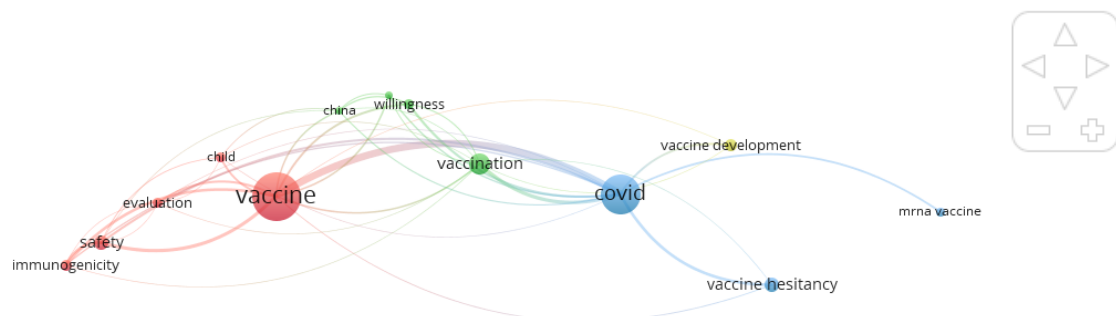 willingness
china
vaccine development
child
vaccination
vaccine
covid
evaluation
mrna vaccine
safety
immunogenicity
vaccine hesitancy